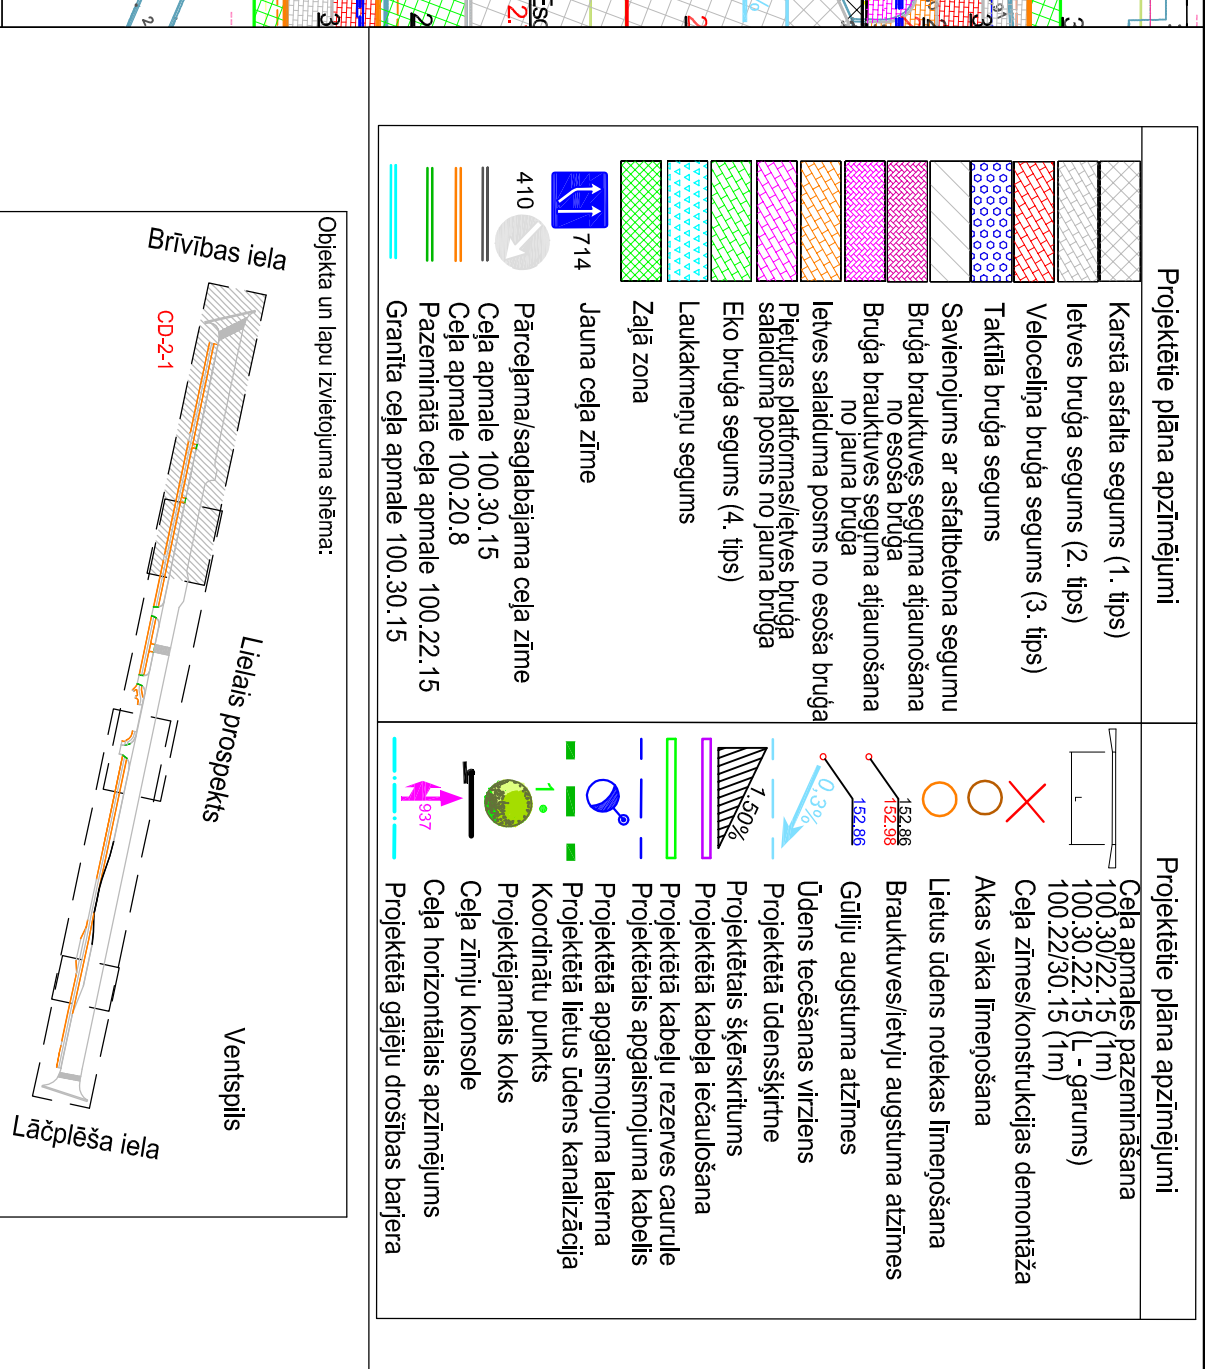 Projektētie plāna apzīmējumi
Karstā asfalta segums (1. tips)
Ietves bruģa segums (2. tips)
Veloceliņa bruģa segums (3. tips)
Taktīlā bruģa segums
Savienojums ar asfaltbetona segumu
Bruģa brauktuves seguma atjaunošana
no esoša bruģa
Bruģa brauktuves seguma atjaunošana
no jauna bruģa
Ietves salaiduma posms no esoša bruģa
Pieturas platformas/ietves bruģa
salaiduma posms no jauna bruģa
Eko bruģa segums (4. tips)
Laukakmeņu segums
Zaļā zona
714
Jauna ceļa zīme
410
Pārceļama/saglabājama ceļa zīme
Ceļa apmale 100.30.15
Ceļa apmale 100.20.8
Pazeminātā ceļa apmale 100.22.15
Granīta ceļa apmale 100.30.15
Projektētie plāna apzīmējumi
L
Ceļa apmales pazemināšana
100.30/22.15 (1m)
100.30.22.15 (L - garums)
100.22/30.15 (1m)
Ceļa zīmes/konstrukcijas demontāža
Akas vāka līmeņošana
Lietus ūdens notekas līmeņošana
152.86
152.98
Brauktuves/ietvju augstuma atzīmes
152.86
Gūliju augstuma atzīmes
0,3%
Ūdens tecēšanas virziens
Projektētā ūdensšķirtne
1.50%
Projektētais šķērskritums
Projektētā kabeļa iečaulošana
Projektētā kabeļu rezerves caurule
Projektētais apgaismojuma kabelis
Projektētā apgaismojuma laterna
Projektētā lietus ūdens kanalizācija
1
Koordinātu punkts
Projektējamais koks
Ceļa zīmju konsole
937
Ceļa horizontālais apzīmējums
Projektētā gājēju drošības barjera
Objekta un lapu izvietojuma shēma:
Brīvības iela
CD-2-1
Lielais prospekts
Ventspils
Lāčplēša iela